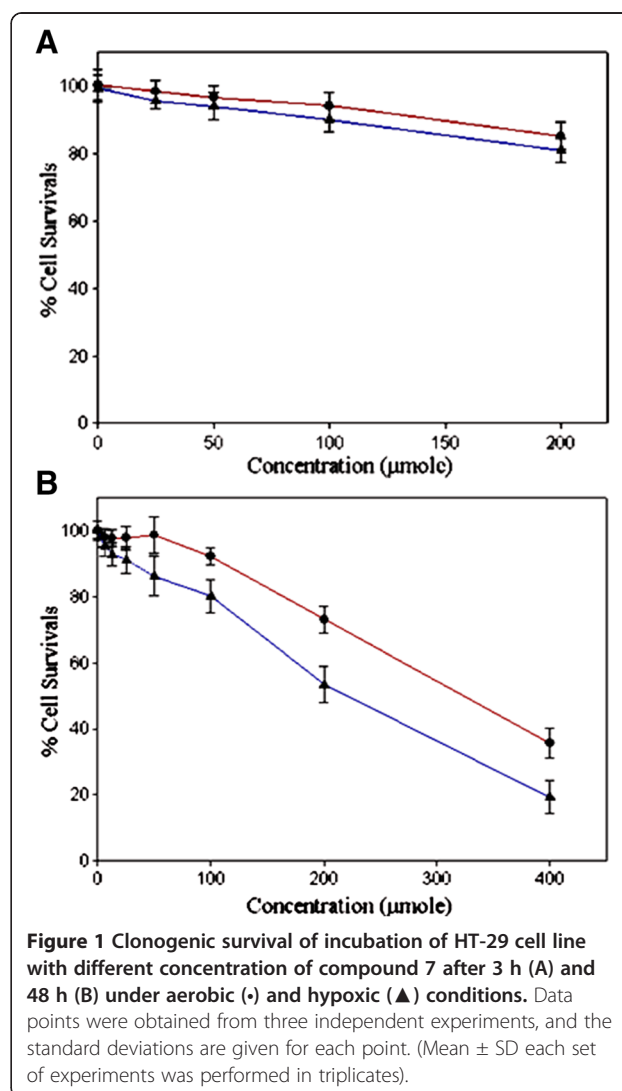 A
100
80
60
40
20
0
% Cell Survivals
0 50 100 150 200
Concentration (µmole)
B
100
80
60
40
20
0
% Cell Survivals
0 100 200 300 400
Concentration (µmole)
Figure 1 Clonogenic survival of incubation of HT-29 cell line
with different concentration of compound 7 after 3 h (A) and
48 h (B) under aerobic (•) and hypoxic (▲) conditions. Data
points were obtained from three independent experiments, and the
standard deviations are given for each point. (Mean ± SD each set
of experiments was performed in triplicates).